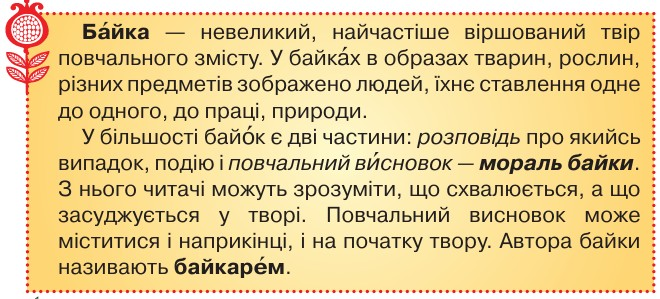 Ба́йка — невеликий, найчастіше віршований твір
повчального змісту. У байка́х в образах тварин, рослин,
різних предметів зображено людей, їхнє ставлення одне
до одного, до праці, природи.
У більшості байо́к є дві частини: розповідь про якийсь
випадок, подію і повчальний ви́сновок — мораль байки.
З нього читачі можуть зрозуміти, що схвалюється, а що
засуджується у творі. Повчальний висновок може
міститися і наприкінці, і на початку твору. Автора байки
називають байкаре́м.